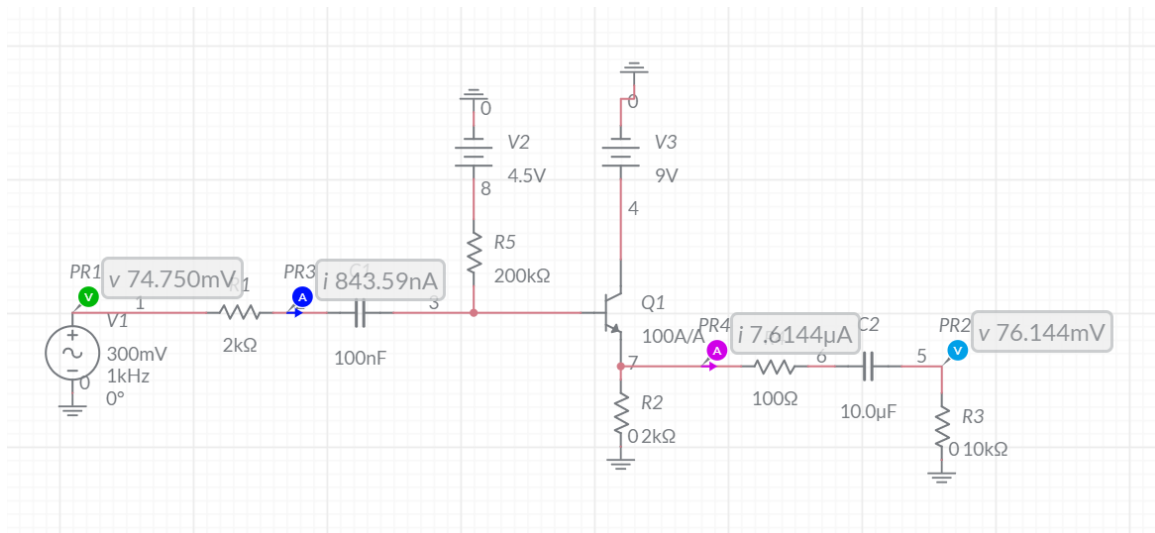 0
0
V2
4.5V
V3
9V
8
4
R5
200kΩ
PR1
v 74.750mV
R1
PR3
i 843.59nA
C1
1
3
V1
V
A
2kΩ
100nF
+
300mV
1kHz
0°
0
Q1
100A/A
PR4
i 7.6144µA
C2
PR2
v 76.144mV
A
V
7
6
5
100Ω
10.0µF
R2
0 2kΩ
R3
0 10kΩ